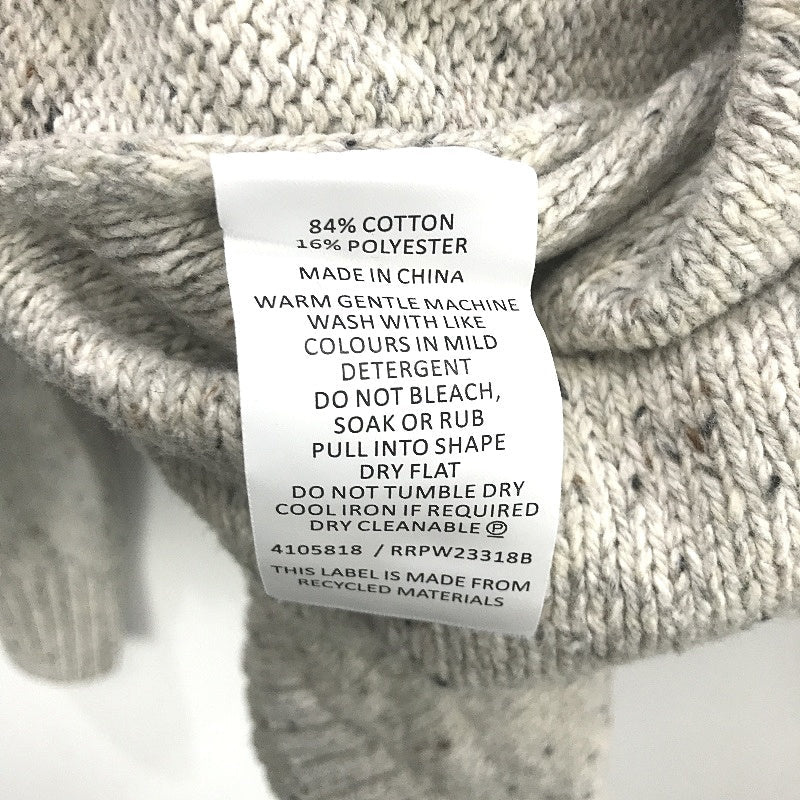 84% COTTON
16% POLYESTER
MADE IN CHINA
WARM GENTLE MACHINE
WASH WITH LIKE
COLOURS IN MILD
DETERGENT
DO NOT BLEACH,
SOAK OR RUB
PULL INTO SHAPE
DRY FLAT
DO NOT TUMBLE DRY
COOL IRON IF REQUIRED
DRY CLEANABLE Ⓟ
4105818 / RRPW23318B
THIS LABEL IS MADE FROM
RECYCLED MATERIALS